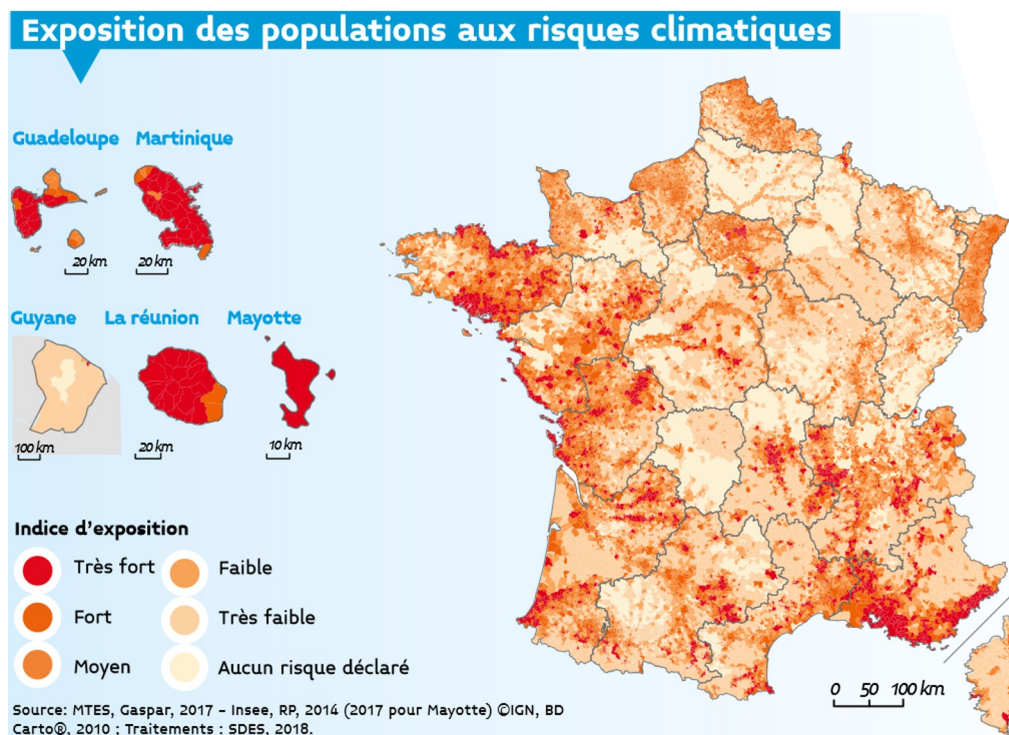 Exposition des populations aux risques climatiques
Guadeloupe Martinique
20 km 20 km
Guyane La réunion Mayotte
100 km 20 km 10 km
Indice d'exposition
Très fort Faible
Fort Très faible
Moyen Aucun risque déclaré
0 50 100 km
Source: MTES, Gaspar, 2017 – Insee, RP, 2014 (2017 pour Mayotte) ©IGN, BD
Carto®, 2010 ; Traitements : SDES, 2018.